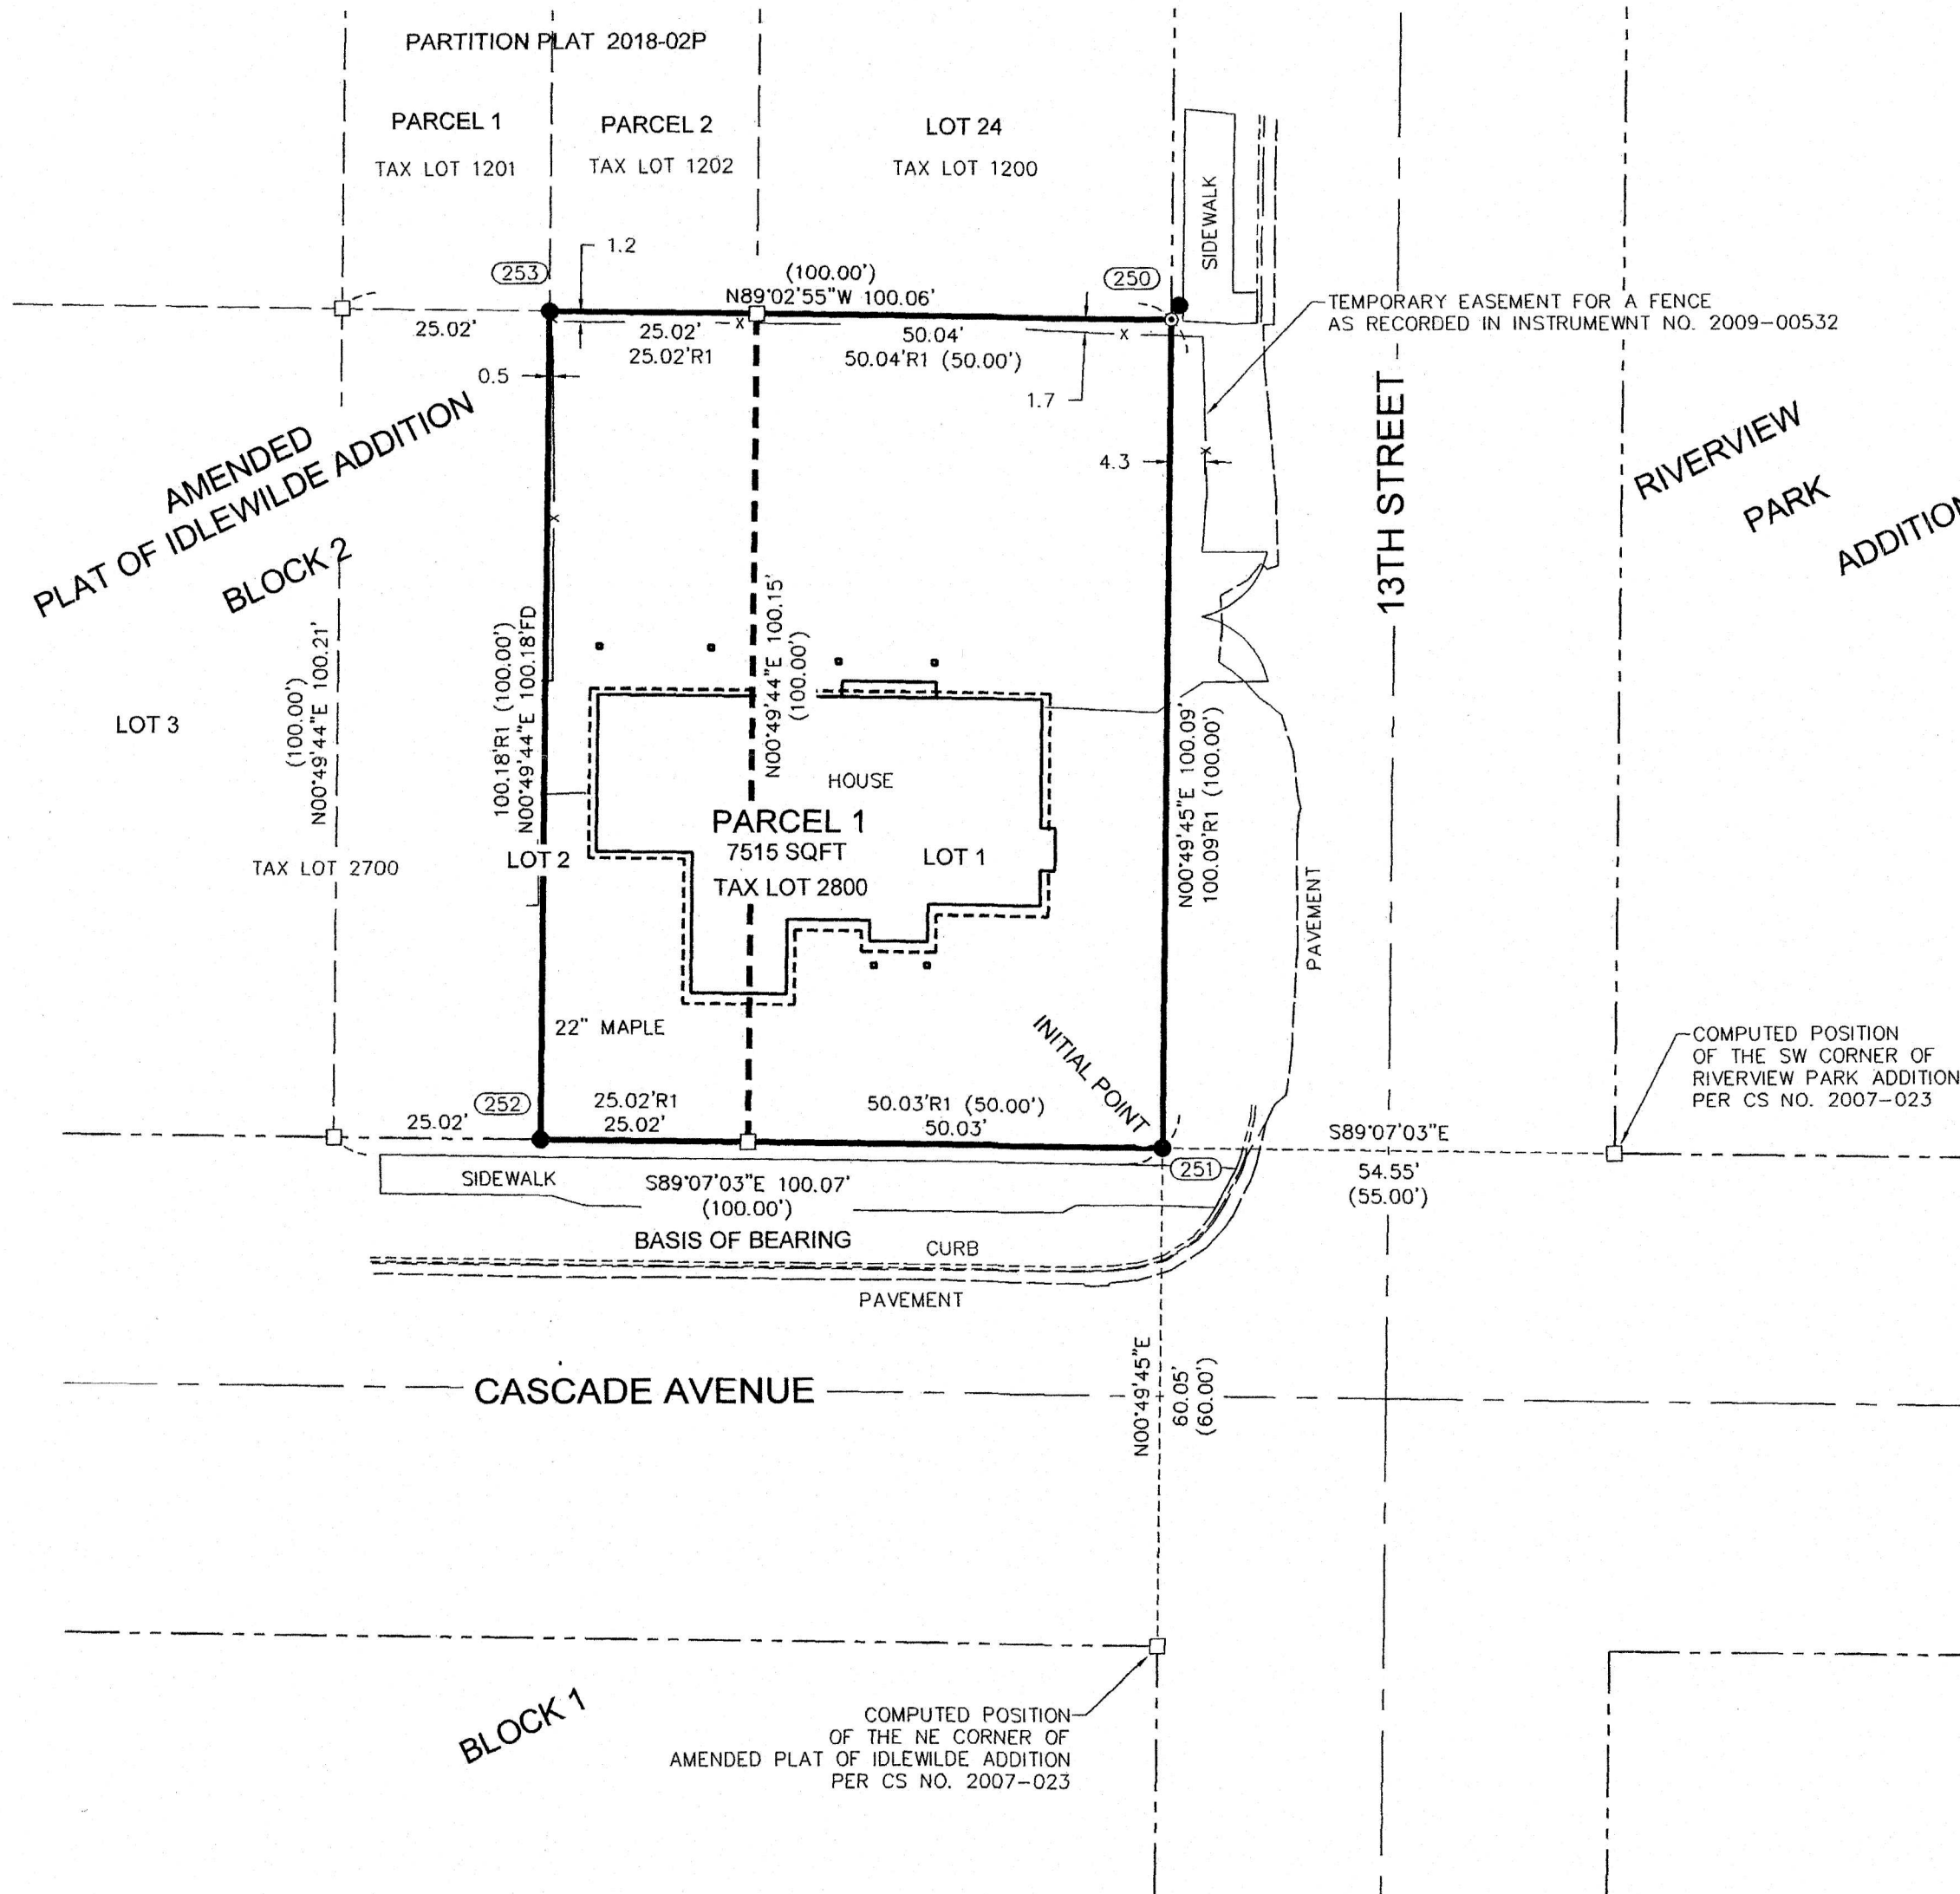 PARTITION PLAT 2018-02P
PARCEL 1
TAX LOT 1201
PARCEL 2
TAX LOT 1202
LOT 24
TAX LOT 1200
SIDEWALK
1.2
253
(100.00')
N89°02'55"W 100.06'
250
TEMPORARY EASEMENT FOR A FENCE
AS RECORDED IN INSTRUMEWNT NO. 2009-00532
25.02'
25.02'
25.02'R1
X
50.04'
50.04'R1 (50.00')
X
0.5
1.7
X
4.3
X
13TH STREET
AMENDED
PLAT OF IDLEWILDE ADDITION
BLOCK 2
RIVERVIEW
PARK
ADDITION
LOT 3
(100.00')
N00°49'44"E 100.21'
TAX LOT 2700
100.18'R1 (100.00')
N00°49'44"E 100.18'FD
N00°49'44"E 100.15'
(100.00')
HOUSE
PARCEL 1
7515 SQFT
TAX LOT 2800
LOT 2
LOT 1
N00°49'45"E 100.09'
100.09'R1 (100.00')
PAVEMENT
22" MAPLE
INITIAL POINT
COMPUTED POSITION
OF THE SW CORNER OF
RIVERVIEW PARK ADDITION
PER CS NO. 2007-023
252
25.02'
25.02'R1
25.02'
50.03'R1 (50.00')
50.03'
251
S89°07'03"E
54.55'
(55.00')
SIDEWALK
S89°07'03"E 100.07'
(100.00')
BASIS OF BEARING
CURB
PAVEMENT
CASCADE AVENUE
N00°49'45"E
60.05'
(60.00')
BLOCK 1
COMPUTED POSITION
OF THE NE CORNER OF
AMENDED PLAT OF IDLEWILDE ADDITION
PER CS NO. 2007-023